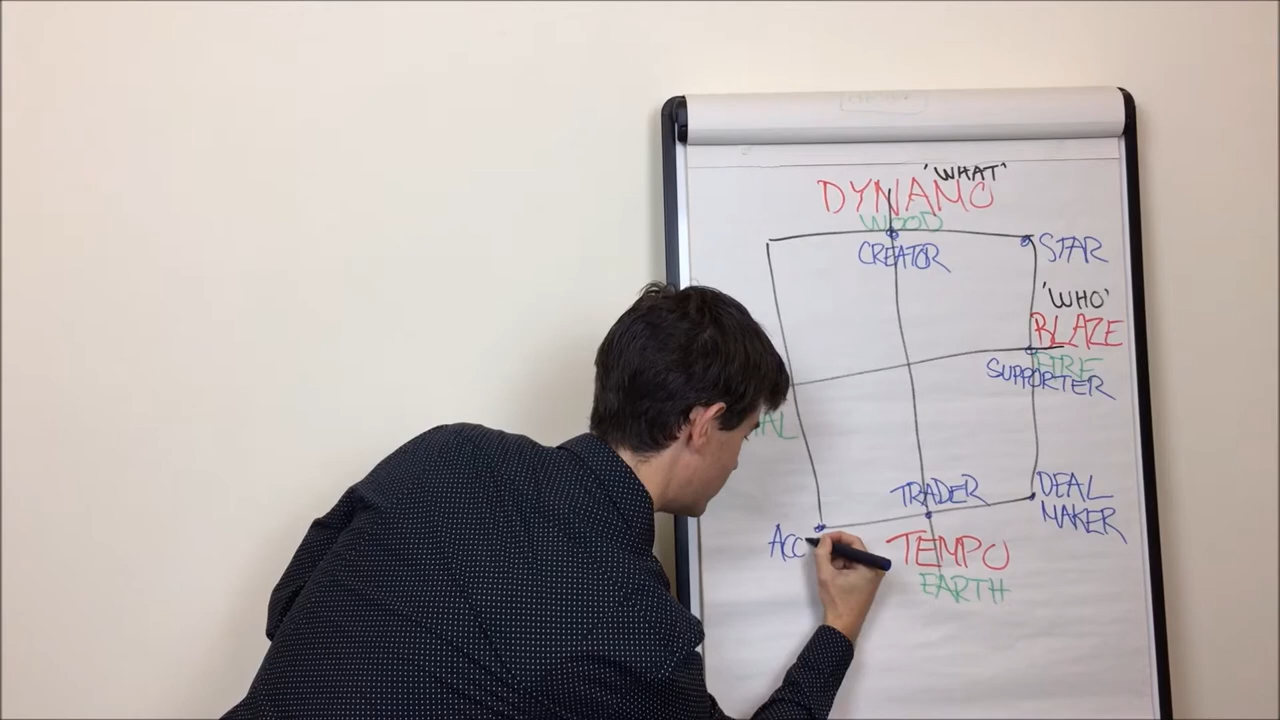 'WHAT'
DYNAMO
WOOD
CREATOR
STAR
'WHO'
BLAZE
FIRE
SUPPORTER
TRADER
DEAL
MAKER
ACC
TEMPO
EARTH